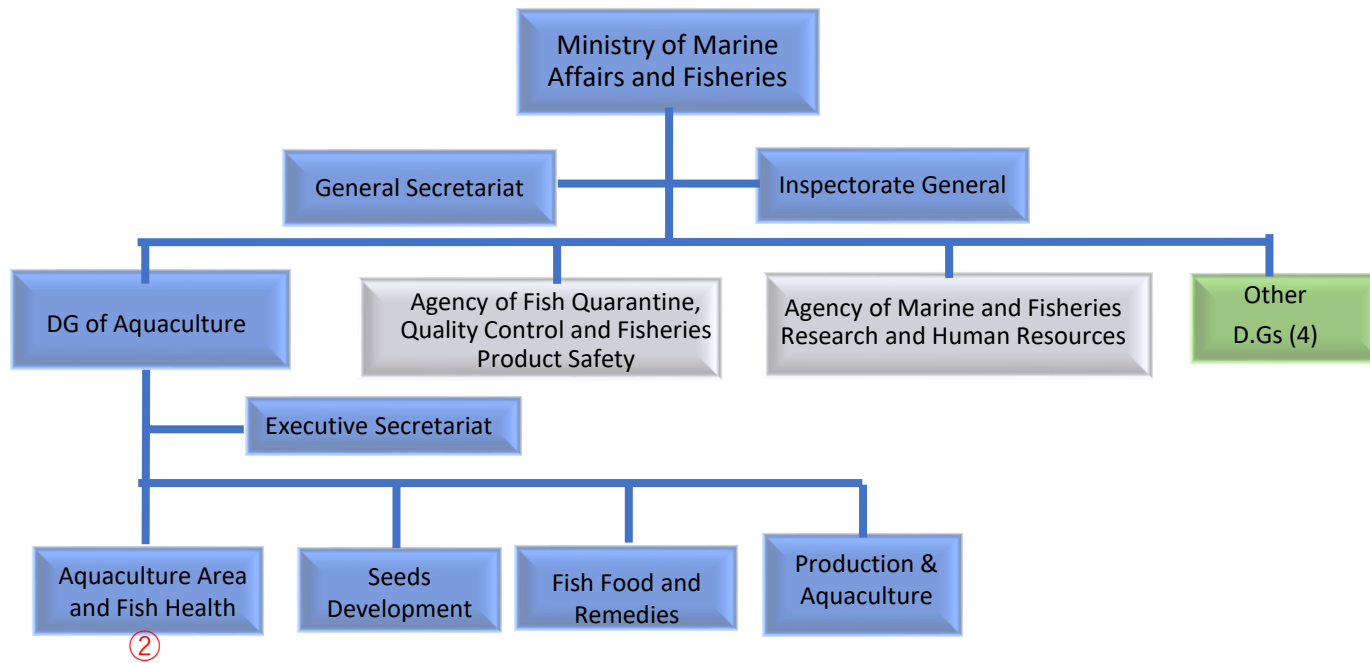 Ministry of Marine
Affairs and Fisheries
General Secretariat
Inspectorate General
DG of Aquaculture
Agency of Fish Quarantine,
Quality Control and Fisheries
Product Safety
Agency of Marine and Fisheries
Research and Human Resources
Other
D.Gs (4)
Executive Secretariat
Aquaculture Area
and Fish Health
②
Seeds
Development
Fish Food and
Remedies
Production &
Aquaculture